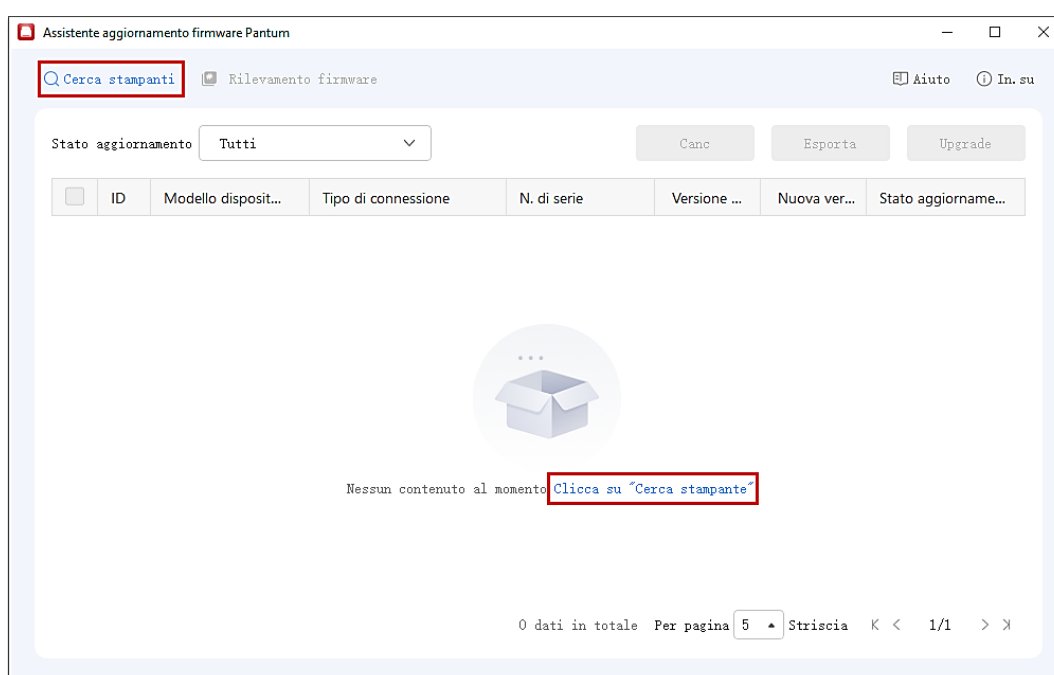 Assistente aggiornamento firmware Pantum
Cerca stampanti Rilevamento firmware Aiuto In. su
Stato aggiornamento Tutti Canc Esporta Upgrade
ID Modello disposit... Tipo di connessione N. di serie Versione ... Nuova ver... Stato aggiorname...
Nessun contenuto al momento Clicca su "Cerca stampante"
0 dati in totale Per pagina 5 Striscia 1/1